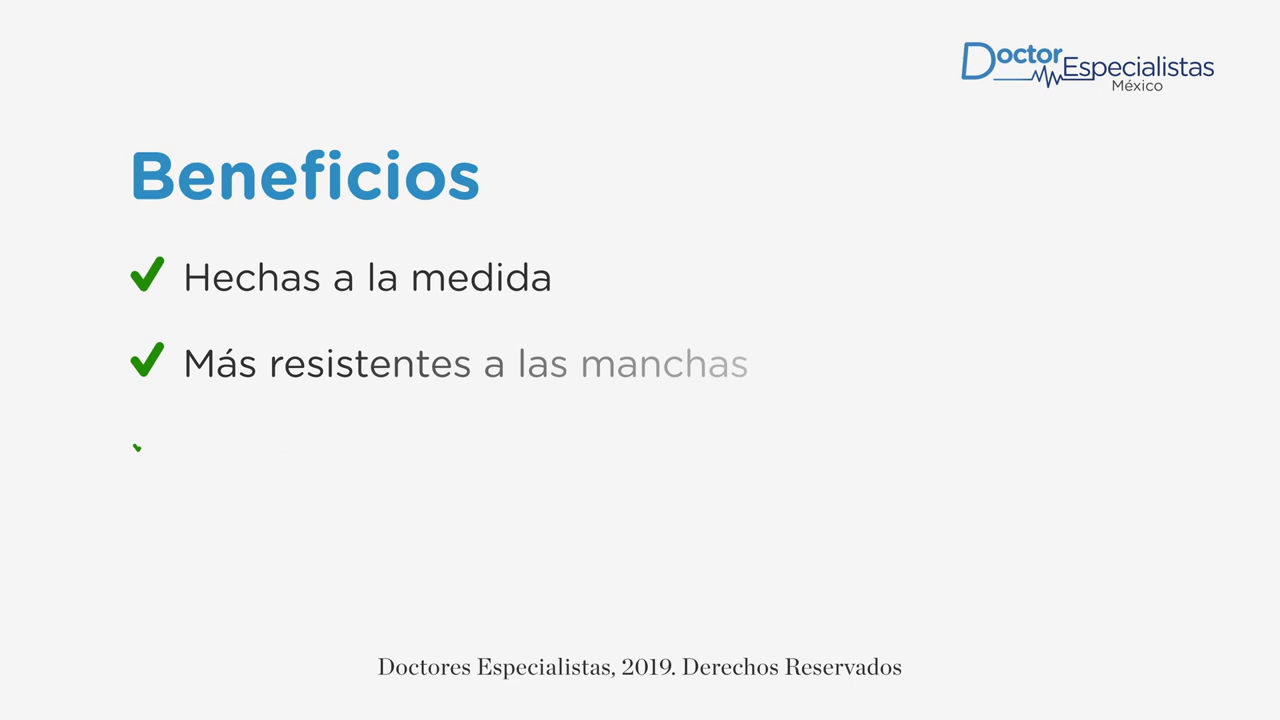 Doctor Especialistas
México
Beneficios
Hechas a la medida
Más resistentes a las manchas
Doctores Especialistas, 2019. Derechos Reservados